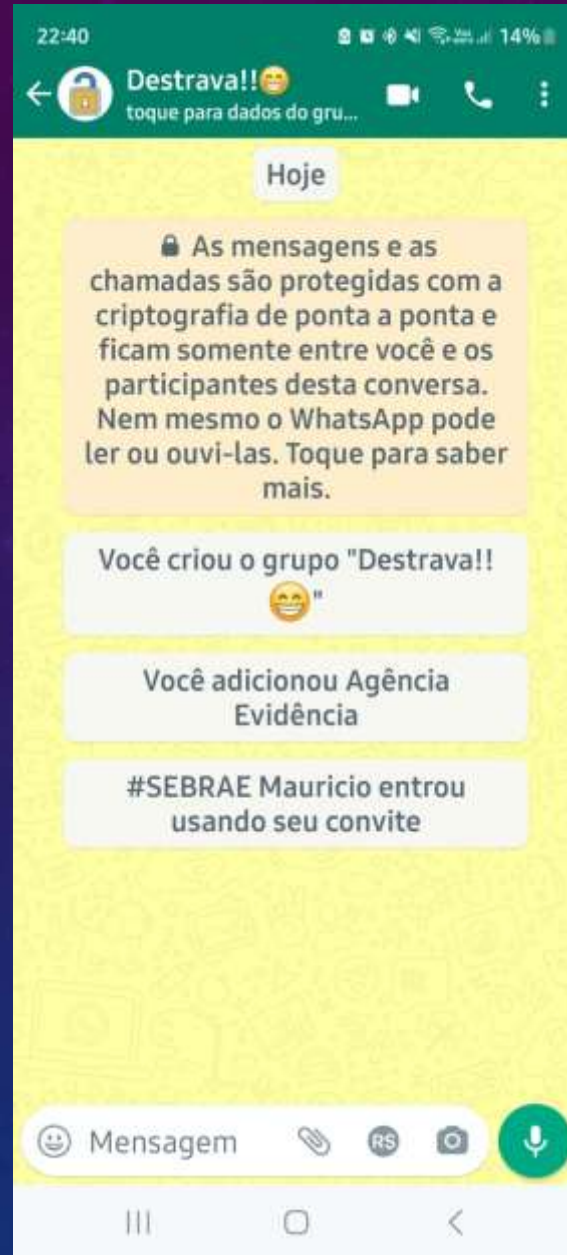 22:40
14%
Destrava!!😁
toque para dados do gru...
Hoje
As mensagens e as
chamadas são protegidas com a
criptografia de ponta a ponta e
ficam somente entre você e os
participantes desta conversa.
Nem mesmo o WhatsApp pode
ler ou ouvi-las. Toque para saber
mais.
Você criou o grupo "Destrava!!
😁"
Você adicionou Agência
Evidência
#SEBRAE Mauricio entrou
usando seu convite
Mensagem
RS